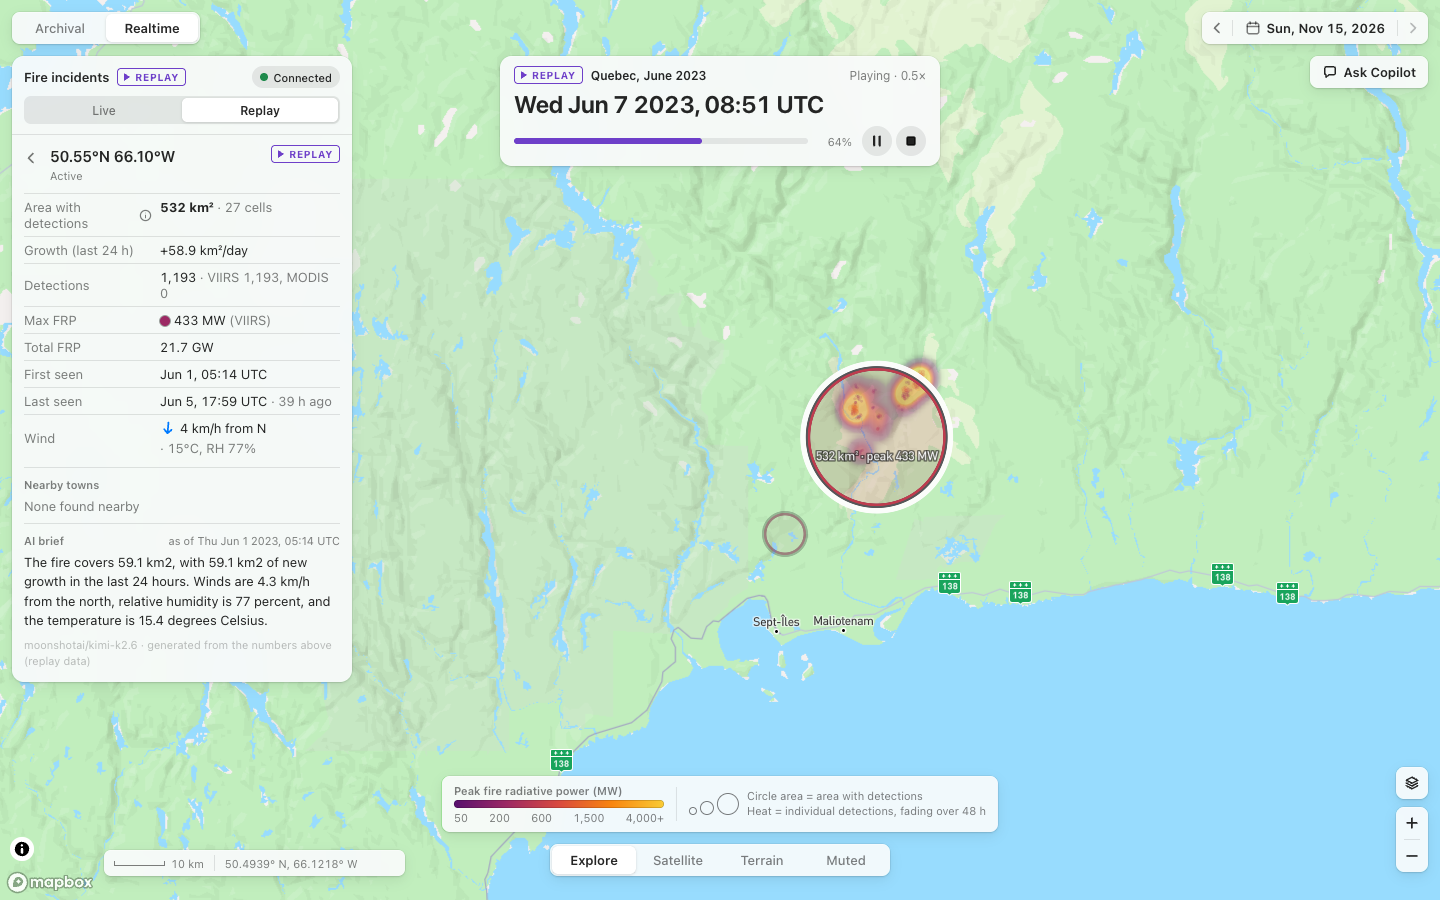 Archival
Realtime
Sun, Nov 15, 2026
Ask Copilot
Fire incidents
REPLAY
Connected
Live
Replay
50.55°N 66.10°W
REPLAY
Active
Area with
detections
532 km² · 27 cells
Growth (last 24 h)
+58.9 km²/day
Detections
1,193 · VIIRS 1,193, MODIS
0
Max FRP
433 MW (VIIRS)
Total FRP
21.7 GW
First seen
Jun 1, 05:14 UTC
Last seen
Jun 5, 17:59 UTC · 39 h ago
Wind
4 km/h from N
· 15°C, RH 77%
Nearby towns
None found nearby
AI brief
as of Thu Jun 1 2023, 05:14 UTC
The fire covers 59.1 km2, with 59.1 km2 of new
growth in the last 24 hours. Winds are 4.3 km/h
from the north, relative humidity is 77 percent, and
the temperature is 15.4 degrees Celsius.
moonshotai/kimi-k2.6 · generated from the numbers above
(replay data)
REPLAY
Quebec, June 2023
Playing · 0.5×
Wed Jun 7 2023, 08:51 UTC
64%
532 km² · peak 433 MW
138
138
138
138
Sept-Îles
Maliotenam
138
Peak fire radiative power (MW)
50
200
600
1,500
4,000+
Circle area = area with detections
Heat = individual detections, fading over 48 h
Explore
Satellite
Terrain
Muted
10 km
50.4939° N, 66.1218° W
mapbox